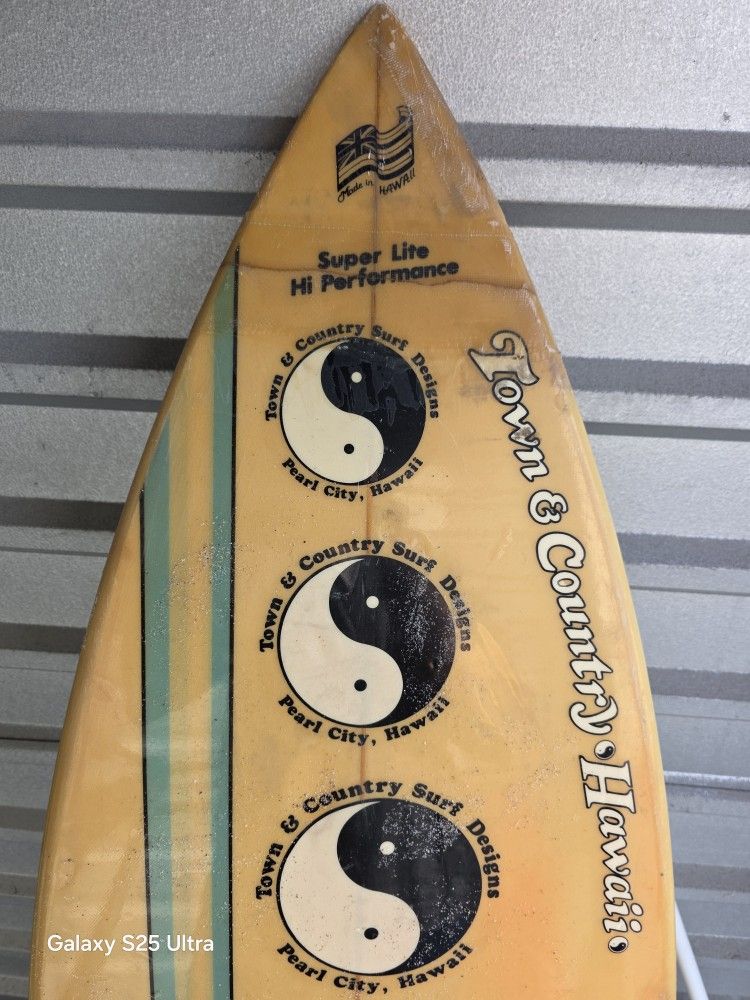 Made in HAWAII
Super Lite
Hi Performance
Town & Country Surf Designs
Pearl City, Hawaii
Town & Country Surf Designs
Pearl City, Hawaii
Town & Country Surf Designs
Pearl City, Hawaii
Town & Country Hawaii
Galaxy S25 Ultra